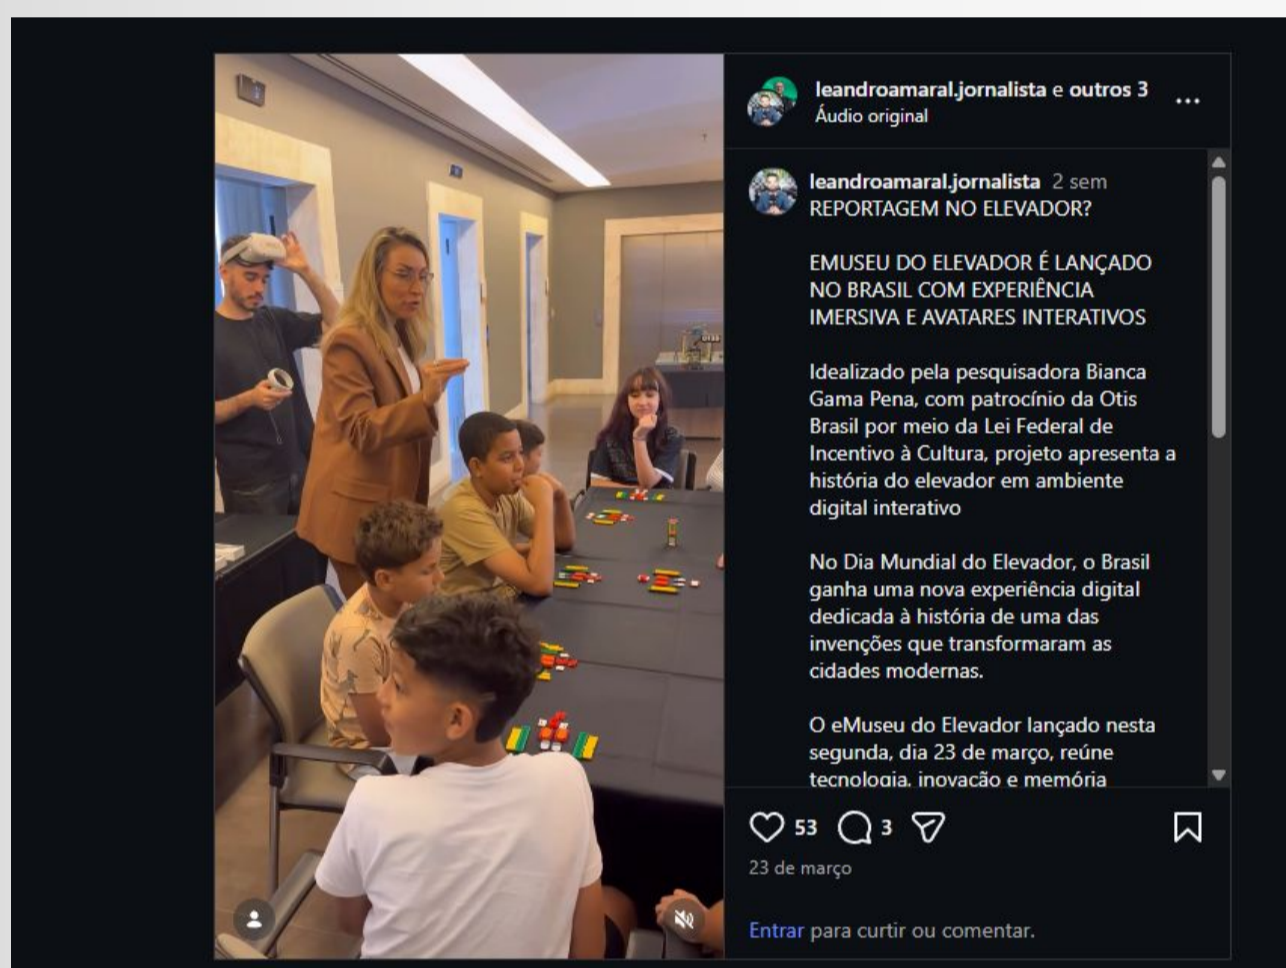 leandroamaral.jornalista e outros 3
Áudio original
leandroamaral.jornalista 2 sem
REPORTAGEM NO ELEVADOR?
EMUSEU DO ELEVADOR É LANÇADO
NO BRASIL COM EXPERIÊNCIA
IMERSIVA E AVATARES INTERATIVOS
Idealizado pela pesquisadora Bianca
Gama Pena, com patrocínio da Otis
Brasil por meio da Lei Federal de
Incentivo à Cultura, projeto apresenta a
história do elevador em ambiente
digital interativo
No Dia Mundial do Elevador, o Brasil
ganha uma nova experiência digital
dedicada à história de uma das
invenções que transformaram as
cidades modernas.
O eMuseu do Elevador lançado nesta
segunda, dia 23 de março, reúne
tecnologia, inovação e memória
53 3
23 de março
Entrar para curtir ou comentar.